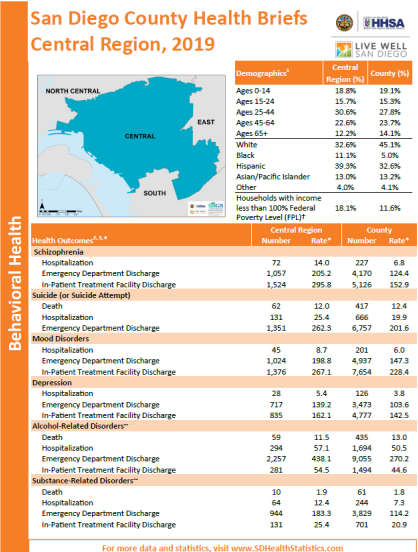 San Diego County Health Briefs
Central Region, 2019
HHSA
LIVE WELL
SAN DIEGO
NORTH CENTRAL
EAST
CENTRAL
SOUTH
Demographics¹ Central Region (%) County (%)
Ages 0-14 18.8% 19.1%
Ages 15-24 15.7% 15.3%
Ages 25-44 30.6% 27.8%
Ages 45-64 22.6% 23.7%
Ages 65+ 12.2% 14.1%
White 32.6% 45.1%
Black 11.1% 5.0%
Hispanic 39.3% 32.6%
Asian/Pacific Islander 13.0% 13.2%
Other 4.0% 4.1%
Households with income
less than 100% Federal 18.1% 11.6%
Poverty Level (FPL)†
Behavioral Health
Central Region County
Health Outcomes²,³,⁴ Number Rate* Number Rate*
Schizophrenia
Hospitalization 72 14.0 227 6.8
Emergency Department Discharge 1,057 205.2 4,170 124.4
In-Patient Treatment Facility Discharge 1,524 295.8 5,126 152.9
Suicide (or Suicide Attempt)
Death 62 12.0 417 12.4
Hospitalization 131 25.4 666 19.9
Emergency Department Discharge 1,351 262.3 6,757 201.6
Mood Disorders
Hospitalization 45 8.7 201 6.0
Emergency Department Discharge 1,024 198.8 4,937 147.3
In-Patient Treatment Facility Discharge 1,376 267.1 7,654 228.4
Depression
Hospitalization 28 5.4 126 3.8
Emergency Department Discharge 717 139.2 3,473 103.6
In-Patient Treatment Facility Discharge 835 162.1 4,777 142.5
Alcohol-Related Disorders~
Death 59 11.5 435 13.0
Hospitalization 294 57.1 1,694 50.5
Emergency Department Discharge 2,257 438.1 9,055 270.2
In-Patient Treatment Facility Discharge 281 54.5 1,494 44.6
Substance-Related Disorders~
Death 10 1.9 61 1.8
Hospitalization 64 12.4 243 7.3
Emergency Department Discharge 944 183.3 3,829 114.2
In-Patient Treatment Facility Discharge 131 25.4 701 20.9
For more data and statistics, visit www.SDHealthStatistics.com